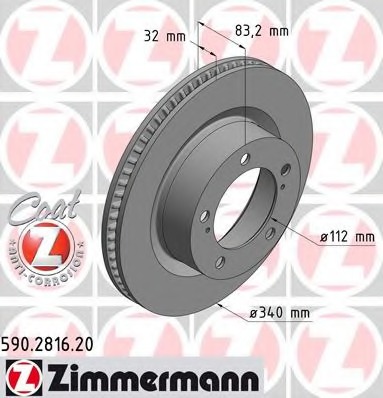 32 mm
83,2 mm
Coat
Z
ANTI-CORROSION
ø112 mm
ø340 mm
590.2816.20
Z Zimmermann